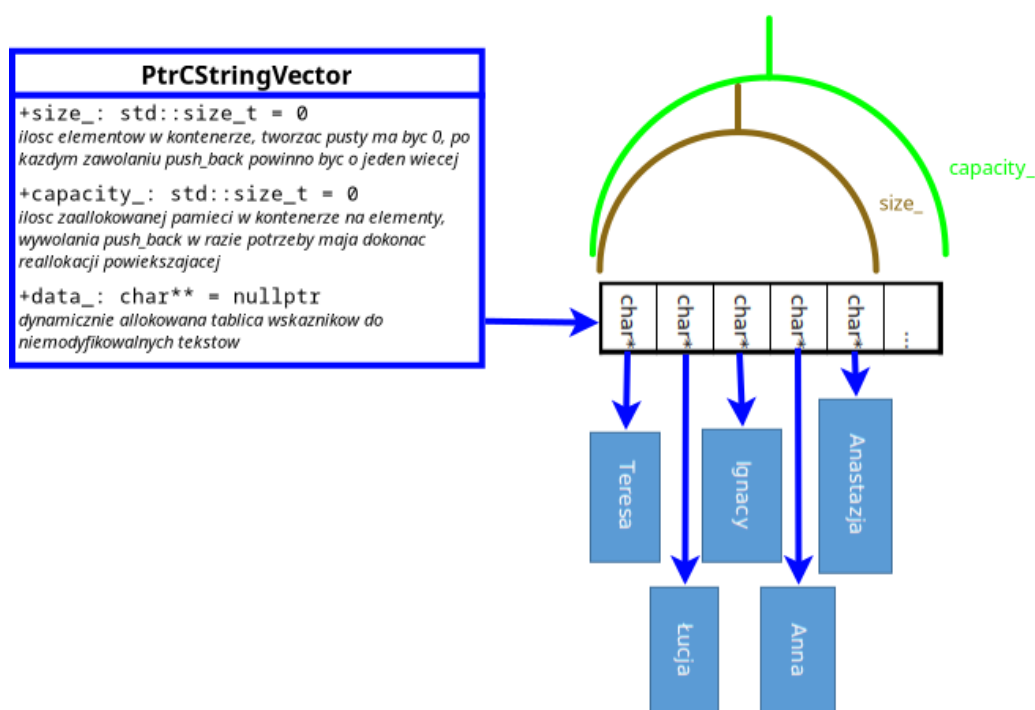 PtrCStringVector
+size_: std::size_t = 0
ilosc elementow w kontenerze, tworzac pusty ma byc 0, po
kazdym zawolaniu push_back powinno byc o jeden wiecej
+capacity_: std::size_t = 0
ilosc zaallokowanej pamieci w kontenerze na elementy,
wywolania push_back w razie potrzeby maja dokonac
reallokacji powiekszajacej
+data_: char** = nullptr
dynamicznie allokowana tablica wskaznikow do
niemodyfikowalnych tekstow
capacity_
size_
char*
char*
char*
char*
char*
...
Teresa
Łucja
Ignacy
Anna
Anastazja